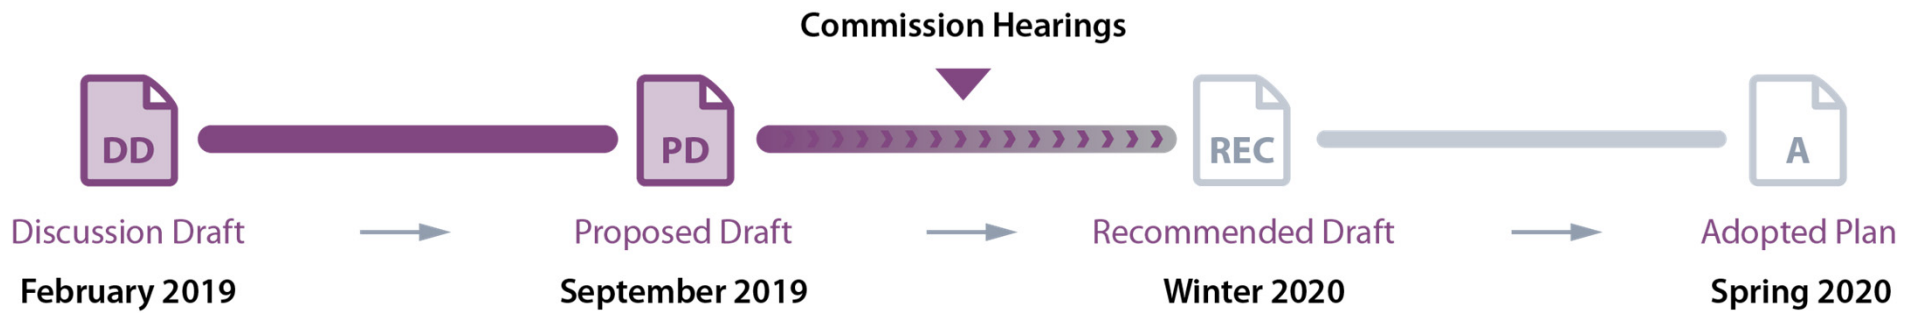 Commission Hearings
DD
PD
REC
A
Discussion Draft
Proposed Draft
Recommended Draft
Adopted Plan
February 2019
September 2019
Winter 2020
Spring 2020